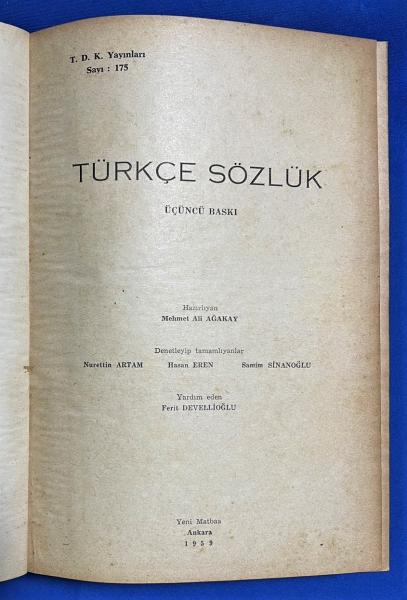 T. D. K. Yayınları
Sayı : 175
TÜRKÇE SÖZLÜK
ÜÇÜNCÜ BASKI
Hazırlıyan
Mehmet Ali AĞAKAY
Denetleyip tamamlıyanlar
Nurettin ARTAM Hasan EREN Samim SİNANOĞLU
Yardım eden
Ferit DEVELLİOĞLU
Yeni Matbaa
Ankara
1959